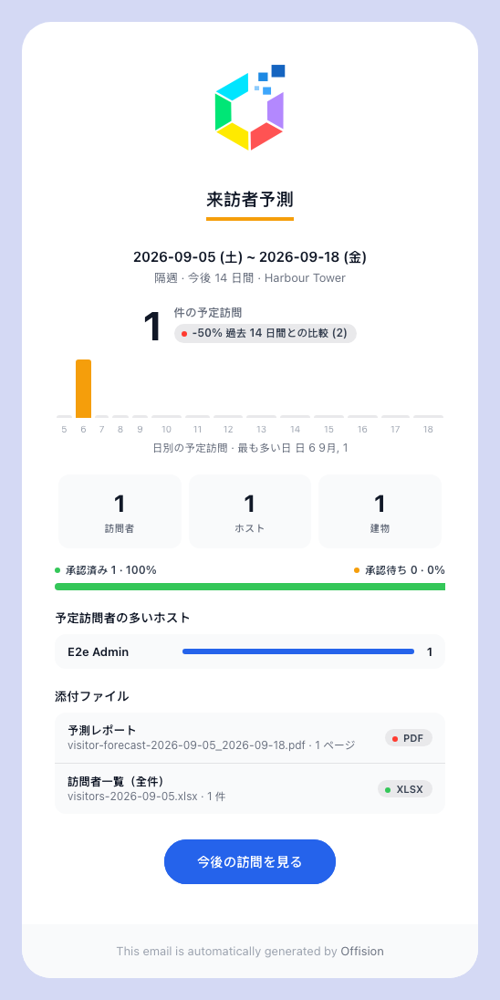 来訪者予測
2026-09-05 (土) ~ 2026-09-18 (金)
隔週 · 今後 14 日間 · Harbour Tower
1
件の予定訪問
-50% 過去 14 日間との比較 (2)
5 6 7 8 9 10 11 12 13 14 15 16 17 18
日別の予定訪問 · 最も多い日 日 6 9月, 1
1 1 1
訪問者 ホスト 建物
承認済み 1 · 100% 承認待ち 0 · 0%
予定訪問者の多いホスト
E2e Admin 1
添付ファイル
予測レポート
visitor-forecast-2026-09-05_2026-09-18.pdf · 1 ページ
PDF
訪問者一覧（全件）
visitors-2026-09-05.xlsx · 1 件
XLSX
今後の訪問を見る
This email is automatically generated by Offision